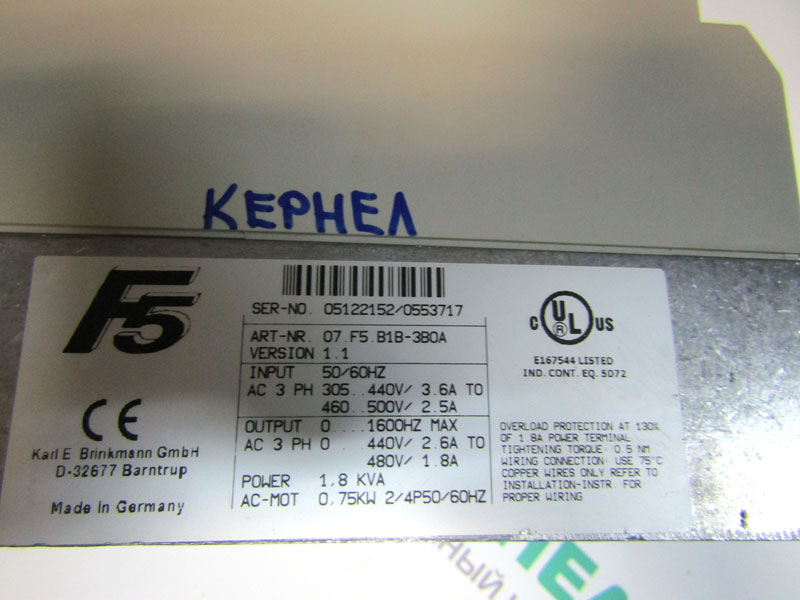 КЕРНЕЛ
F5
SER-NO. 05122152/0553717
ART-NR. 07.F5.B1B-3B0A
VERSION 1.1
INPUT 50/60HZ
AC 3 PH 305..440V/ 3.6A TO
460..500V/ 2.5A
OUTPUT 0....1600HZ MAX
AC 3 PH 0 ....440V/ 2.6A TO
480V/ 1.8A
POWER 1,8 KVA
AC-MOT 0,75KW 2/4P50/60HZ
CE
Karl E. Brinkmann GmbH
D-32677 Barntrup
Made In Germany
C UL US
®
E167544 LISTED
IND. CONT. EQ. 5D72
OVERLOAD PROTECTION AT 130%
OF 1.8A POWER TERMINAL
TIGHTENING TORQUE: 0.5 NM
WIRING CONNECTION: USE 75°C
COPPER WIRES ONLY REFER TO
INSTALLATION-INSTR. FOR
PROPER WIRING